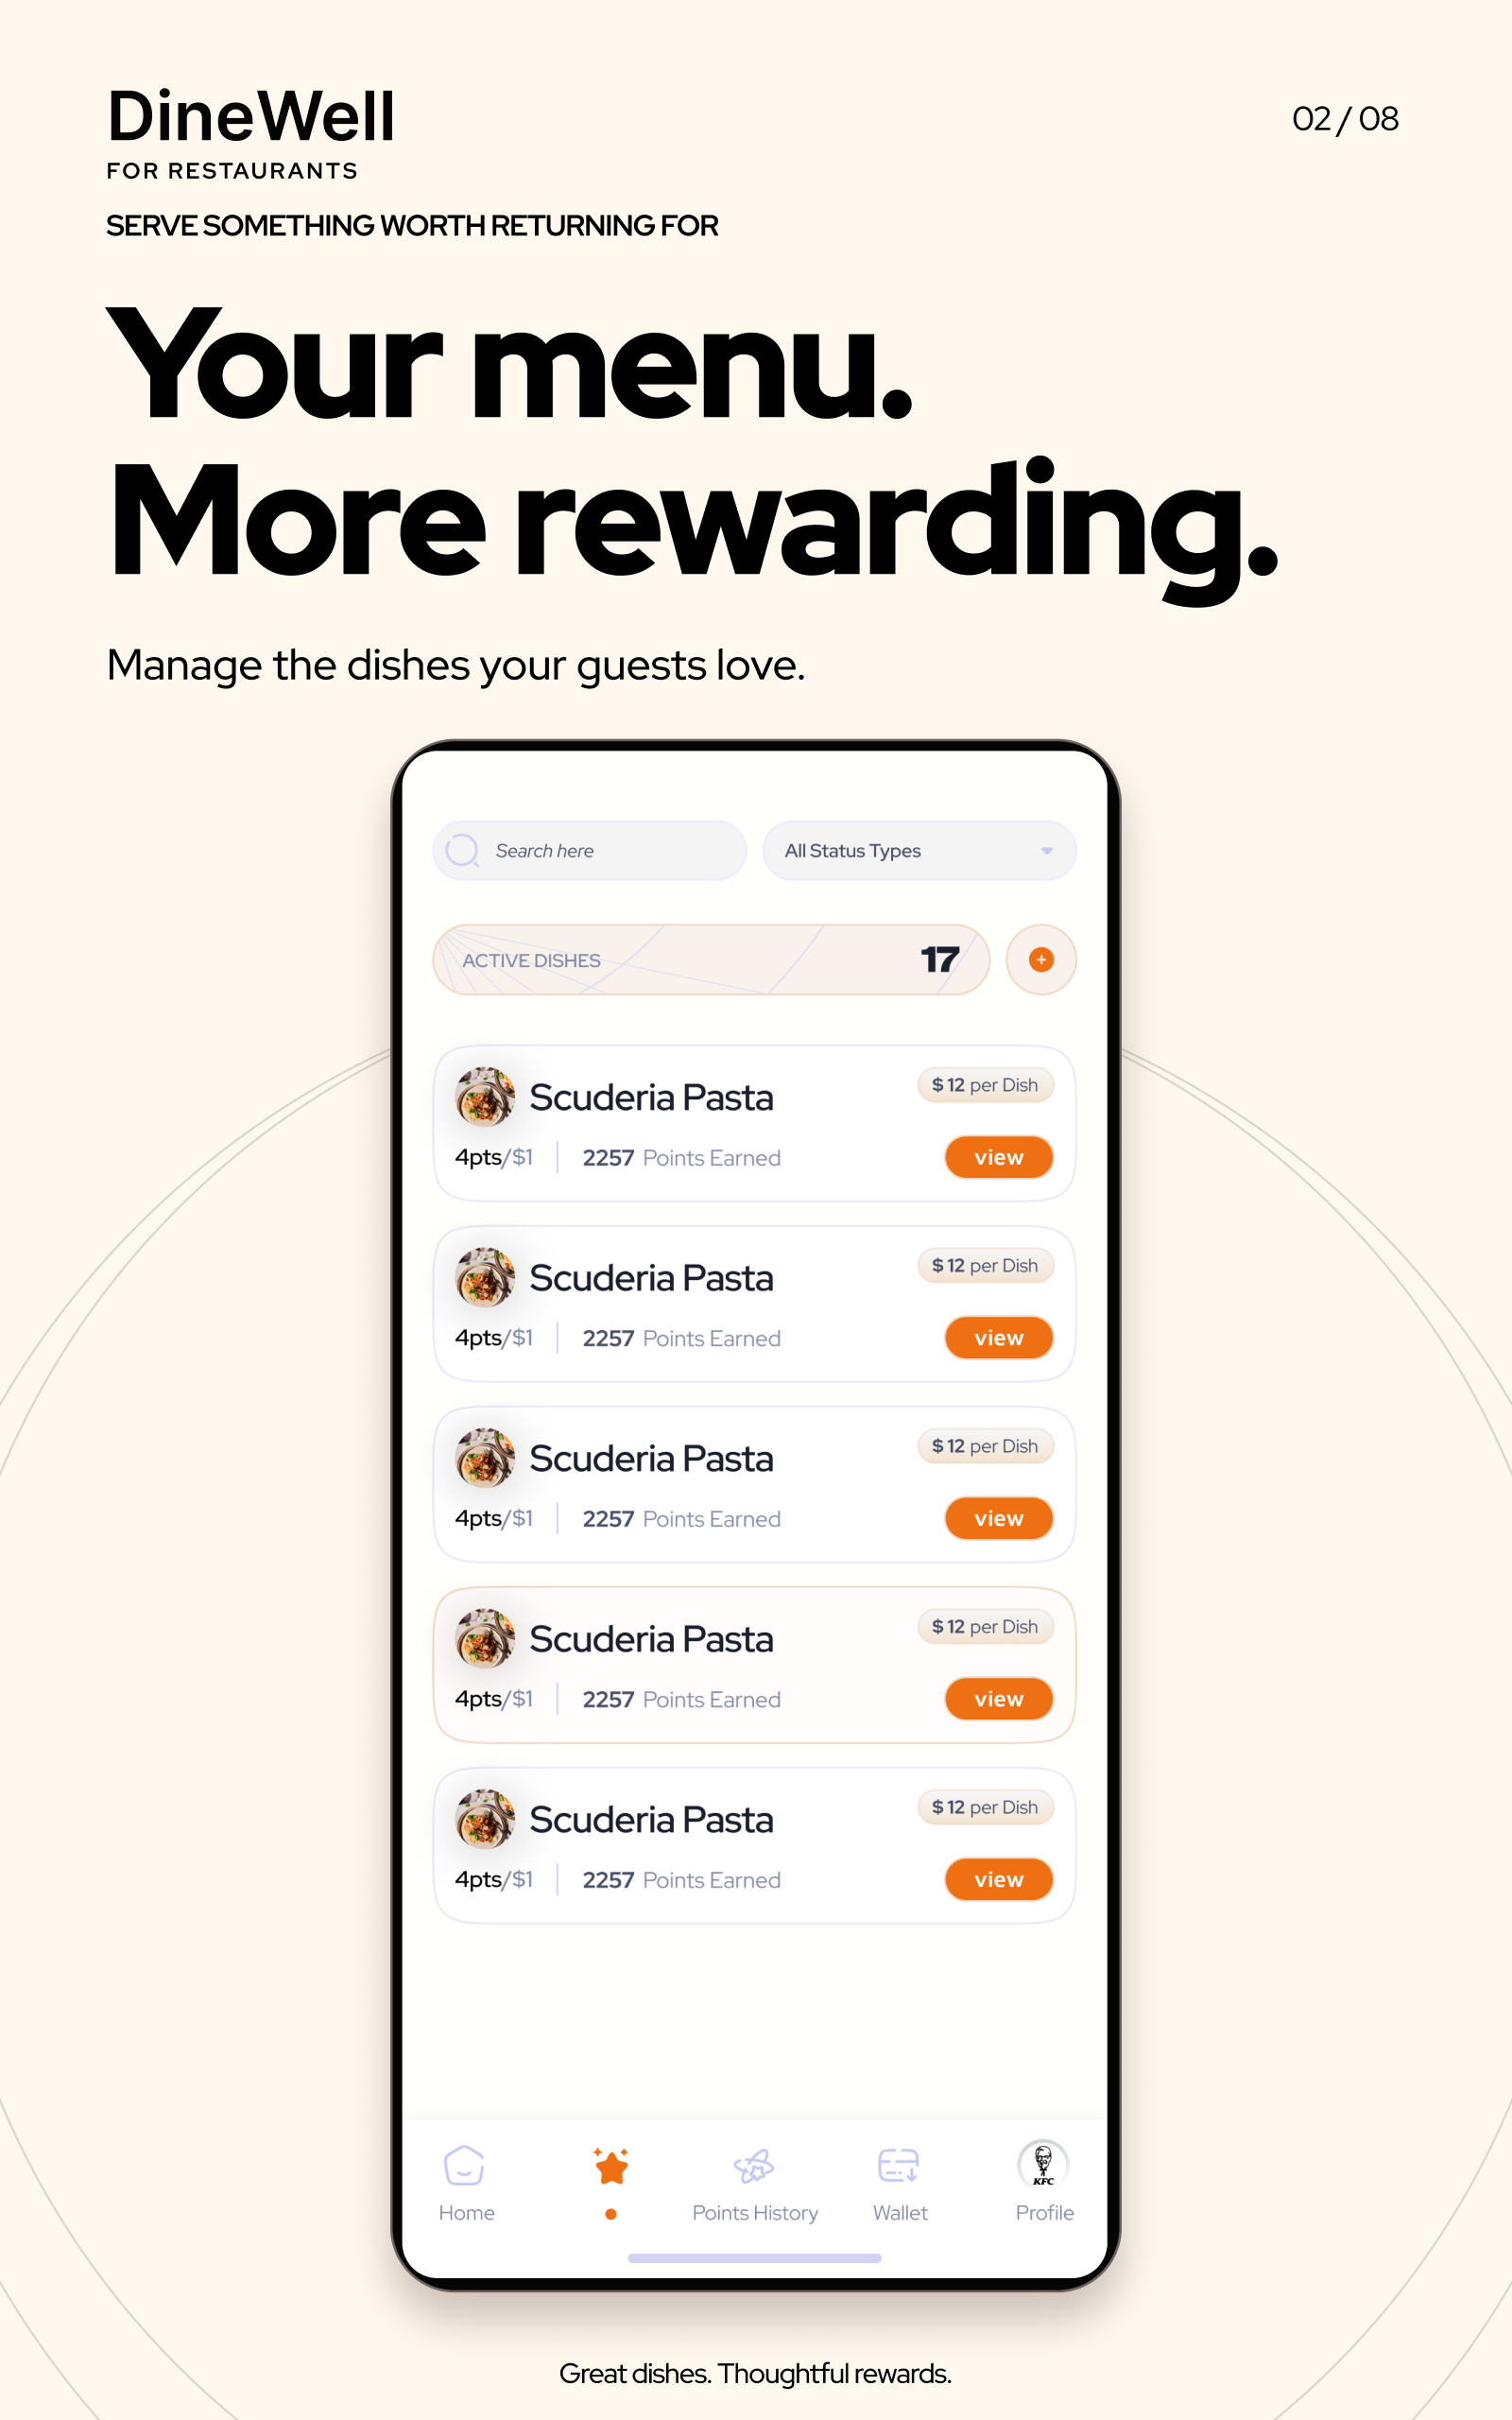 DineWell
02 / 08
FOR RESTAURANTS
SERVE SOMETHING WORTH RETURNING FOR
Your menu.
More rewarding.
Manage the dishes your guests love.
Search here
All Status Types
ACTIVE DISHES
17
Scuderia Pasta
$ 12 per Dish
4pts/$1
2257 Points Earned
view
Scuderia Pasta
$ 12 per Dish
4pts/$1
2257 Points Earned
view
Scuderia Pasta
$ 12 per Dish
4pts/$1
2257 Points Earned
view
Scuderia Pasta
$ 12 per Dish
4pts/$1
2257 Points Earned
view
Scuderia Pasta
$ 12 per Dish
4pts/$1
2257 Points Earned
view
KFC
Home
Points History
Wallet
Profile
Great dishes. Thoughtful rewards.